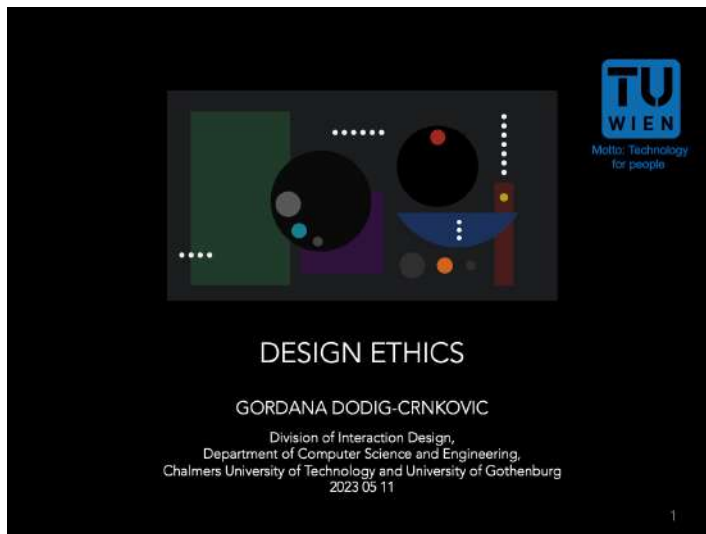 TU
WIEN
Motto: Technology
for people
DESIGN ETHICS
GORDANA DODIG-CRNKOVIC
Division of Interaction Design,
Department of Computer Science and Engineering,
Chalmers University of Technology and University of Gothenburg
2023 05 11
1